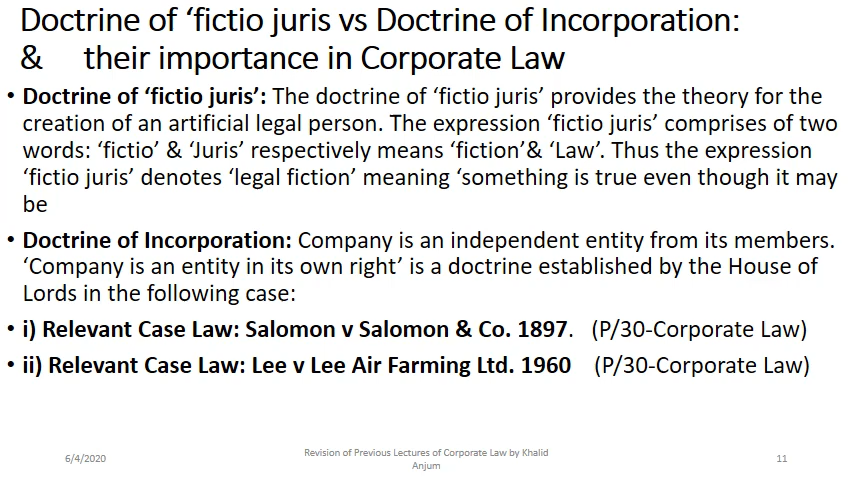 Doctrine of ‘fictio juris vs Doctrine of Incorporation:
& their importance in Corporate Law
• Doctrine of ‘fictio juris’: The doctrine of ‘fictio juris’ provides the theory for the
creation of an artificial legal person. The expression ‘fictio juris’ comprises of two
words: ‘fictio’ & ‘Juris’ respectively means ‘fiction’& ‘Law’. Thus the expression
‘fictio juris’ denotes ‘legal fiction’ meaning ‘something is true even though it may
be
• Doctrine of Incorporation: Company is an independent entity from its members.
‘Company is an entity in its own right’ is a doctrine established by the House of
Lords in the following case:
• i) Relevant Case Law: Salomon v Salomon & Co. 1897. (P/30-Corporate Law)
• ii) Relevant Case Law: Lee v Lee Air Farming Ltd. 1960 (P/30-Corporate Law)
6/4/2020
Revision of Previous Lectures of Corporate Law by Khalid
Anjum
11